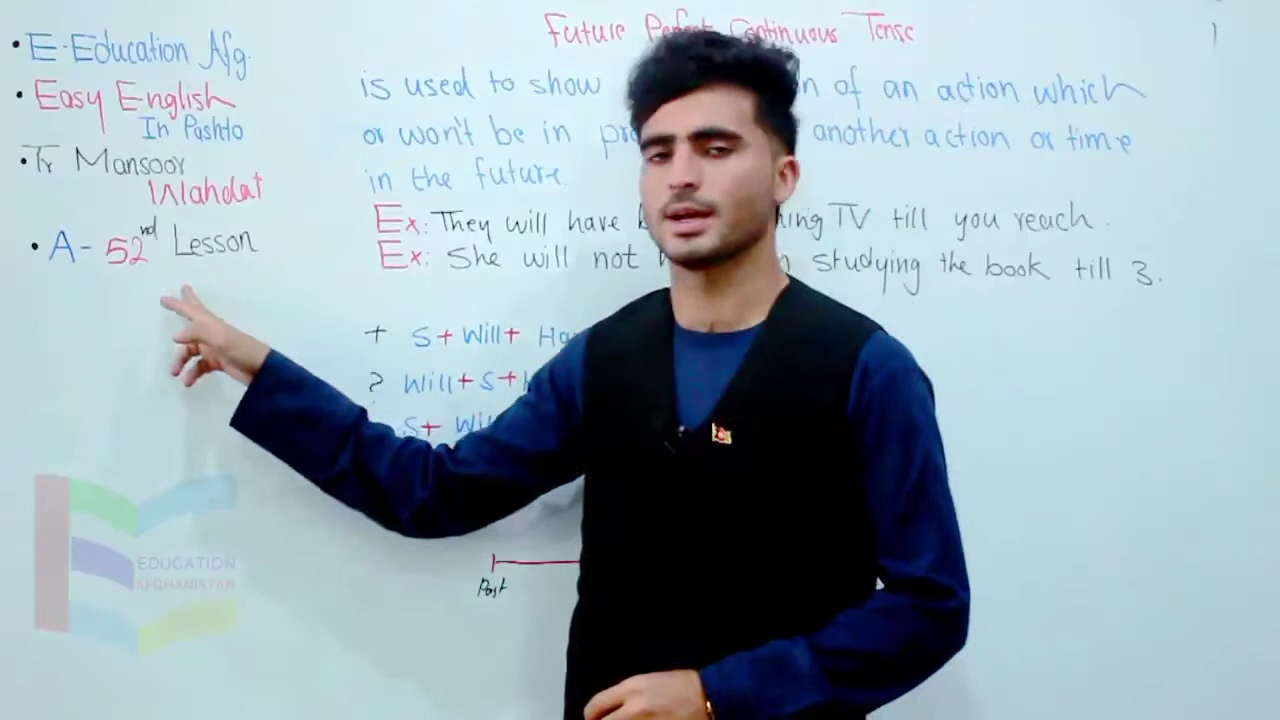 • E-Education Afg.
• Easy English
In Pashto
• Tr Mansoor
Wahdat
• A- 52nd Lesson
Future Perfect Continuous Tense
is used to show n of an action which
or won't be in another action or time
in the future.
Ex: They will have hing TV till you reach.
Ex: She will not studying the book till 3.
+ S+Will+ Ha
? Will+S+
S+ Wil
Past
EDUCATION
AFGHANISTAN